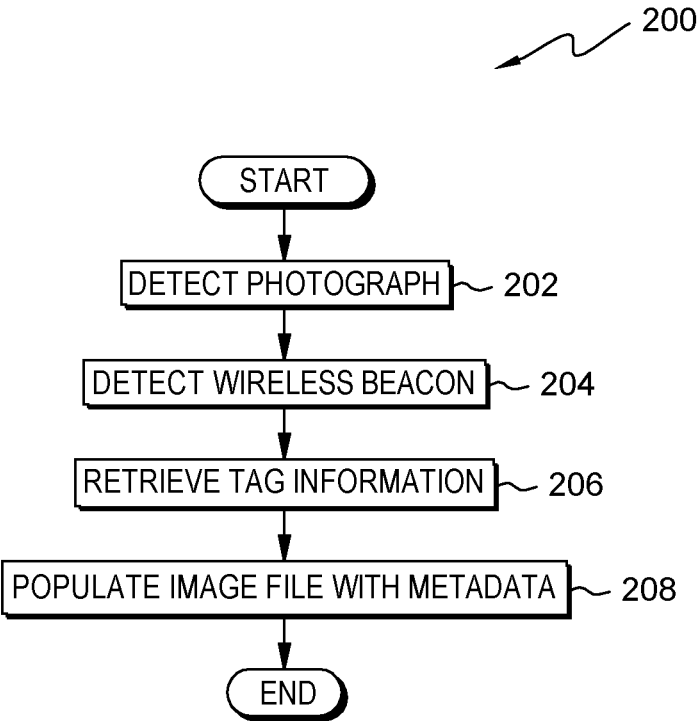 200
START
DETECT PHOTOGRAPH 202
DETECT WIRELESS BEACON 204
RETRIEVE TAG INFORMATION 206
POPULATE IMAGE FILE WITH METADATA 208
END